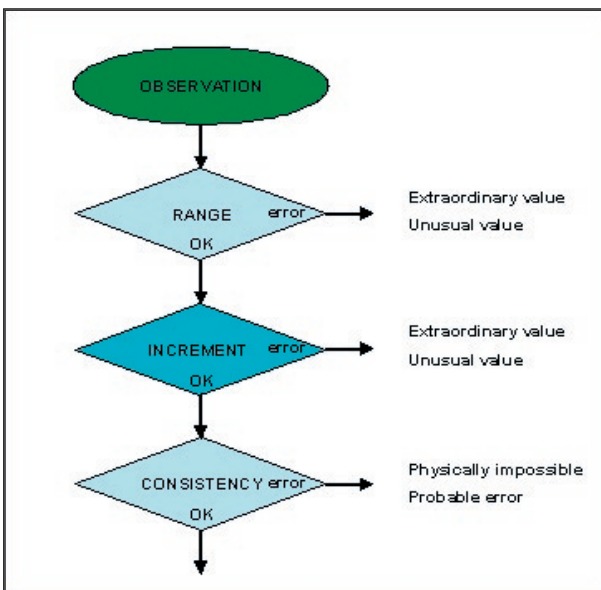 OBSERVATION
RANGE
error
OK
Extraordinary value
Unusual value
INCREMENT
error
OK
Extraordinary value
Unusual value
CONSISTENCY
error
OK
Physically impossible
Probable error